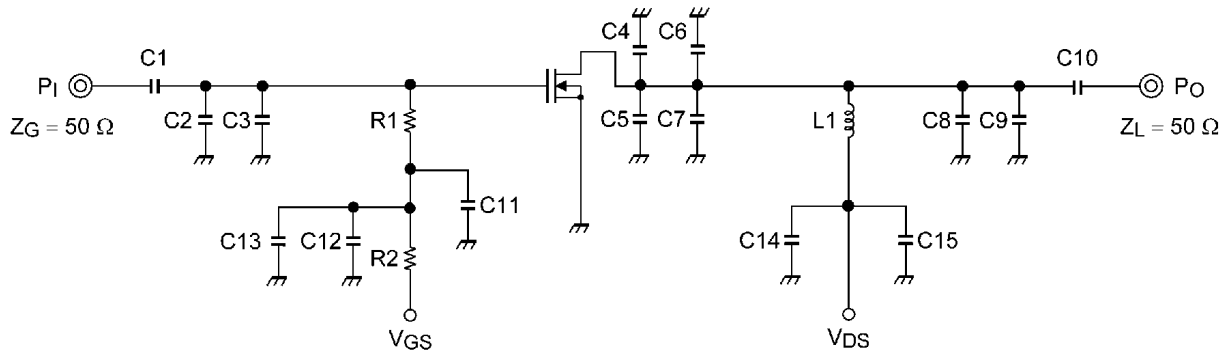 C4
C6
C1
C10
PI
PO
ZG = 50 Ω
C2
C3
R1
C5
C7
L1
C8
C9
ZL = 50 Ω
C11
C13
C12
R2
C14
C15
VGS
VDS